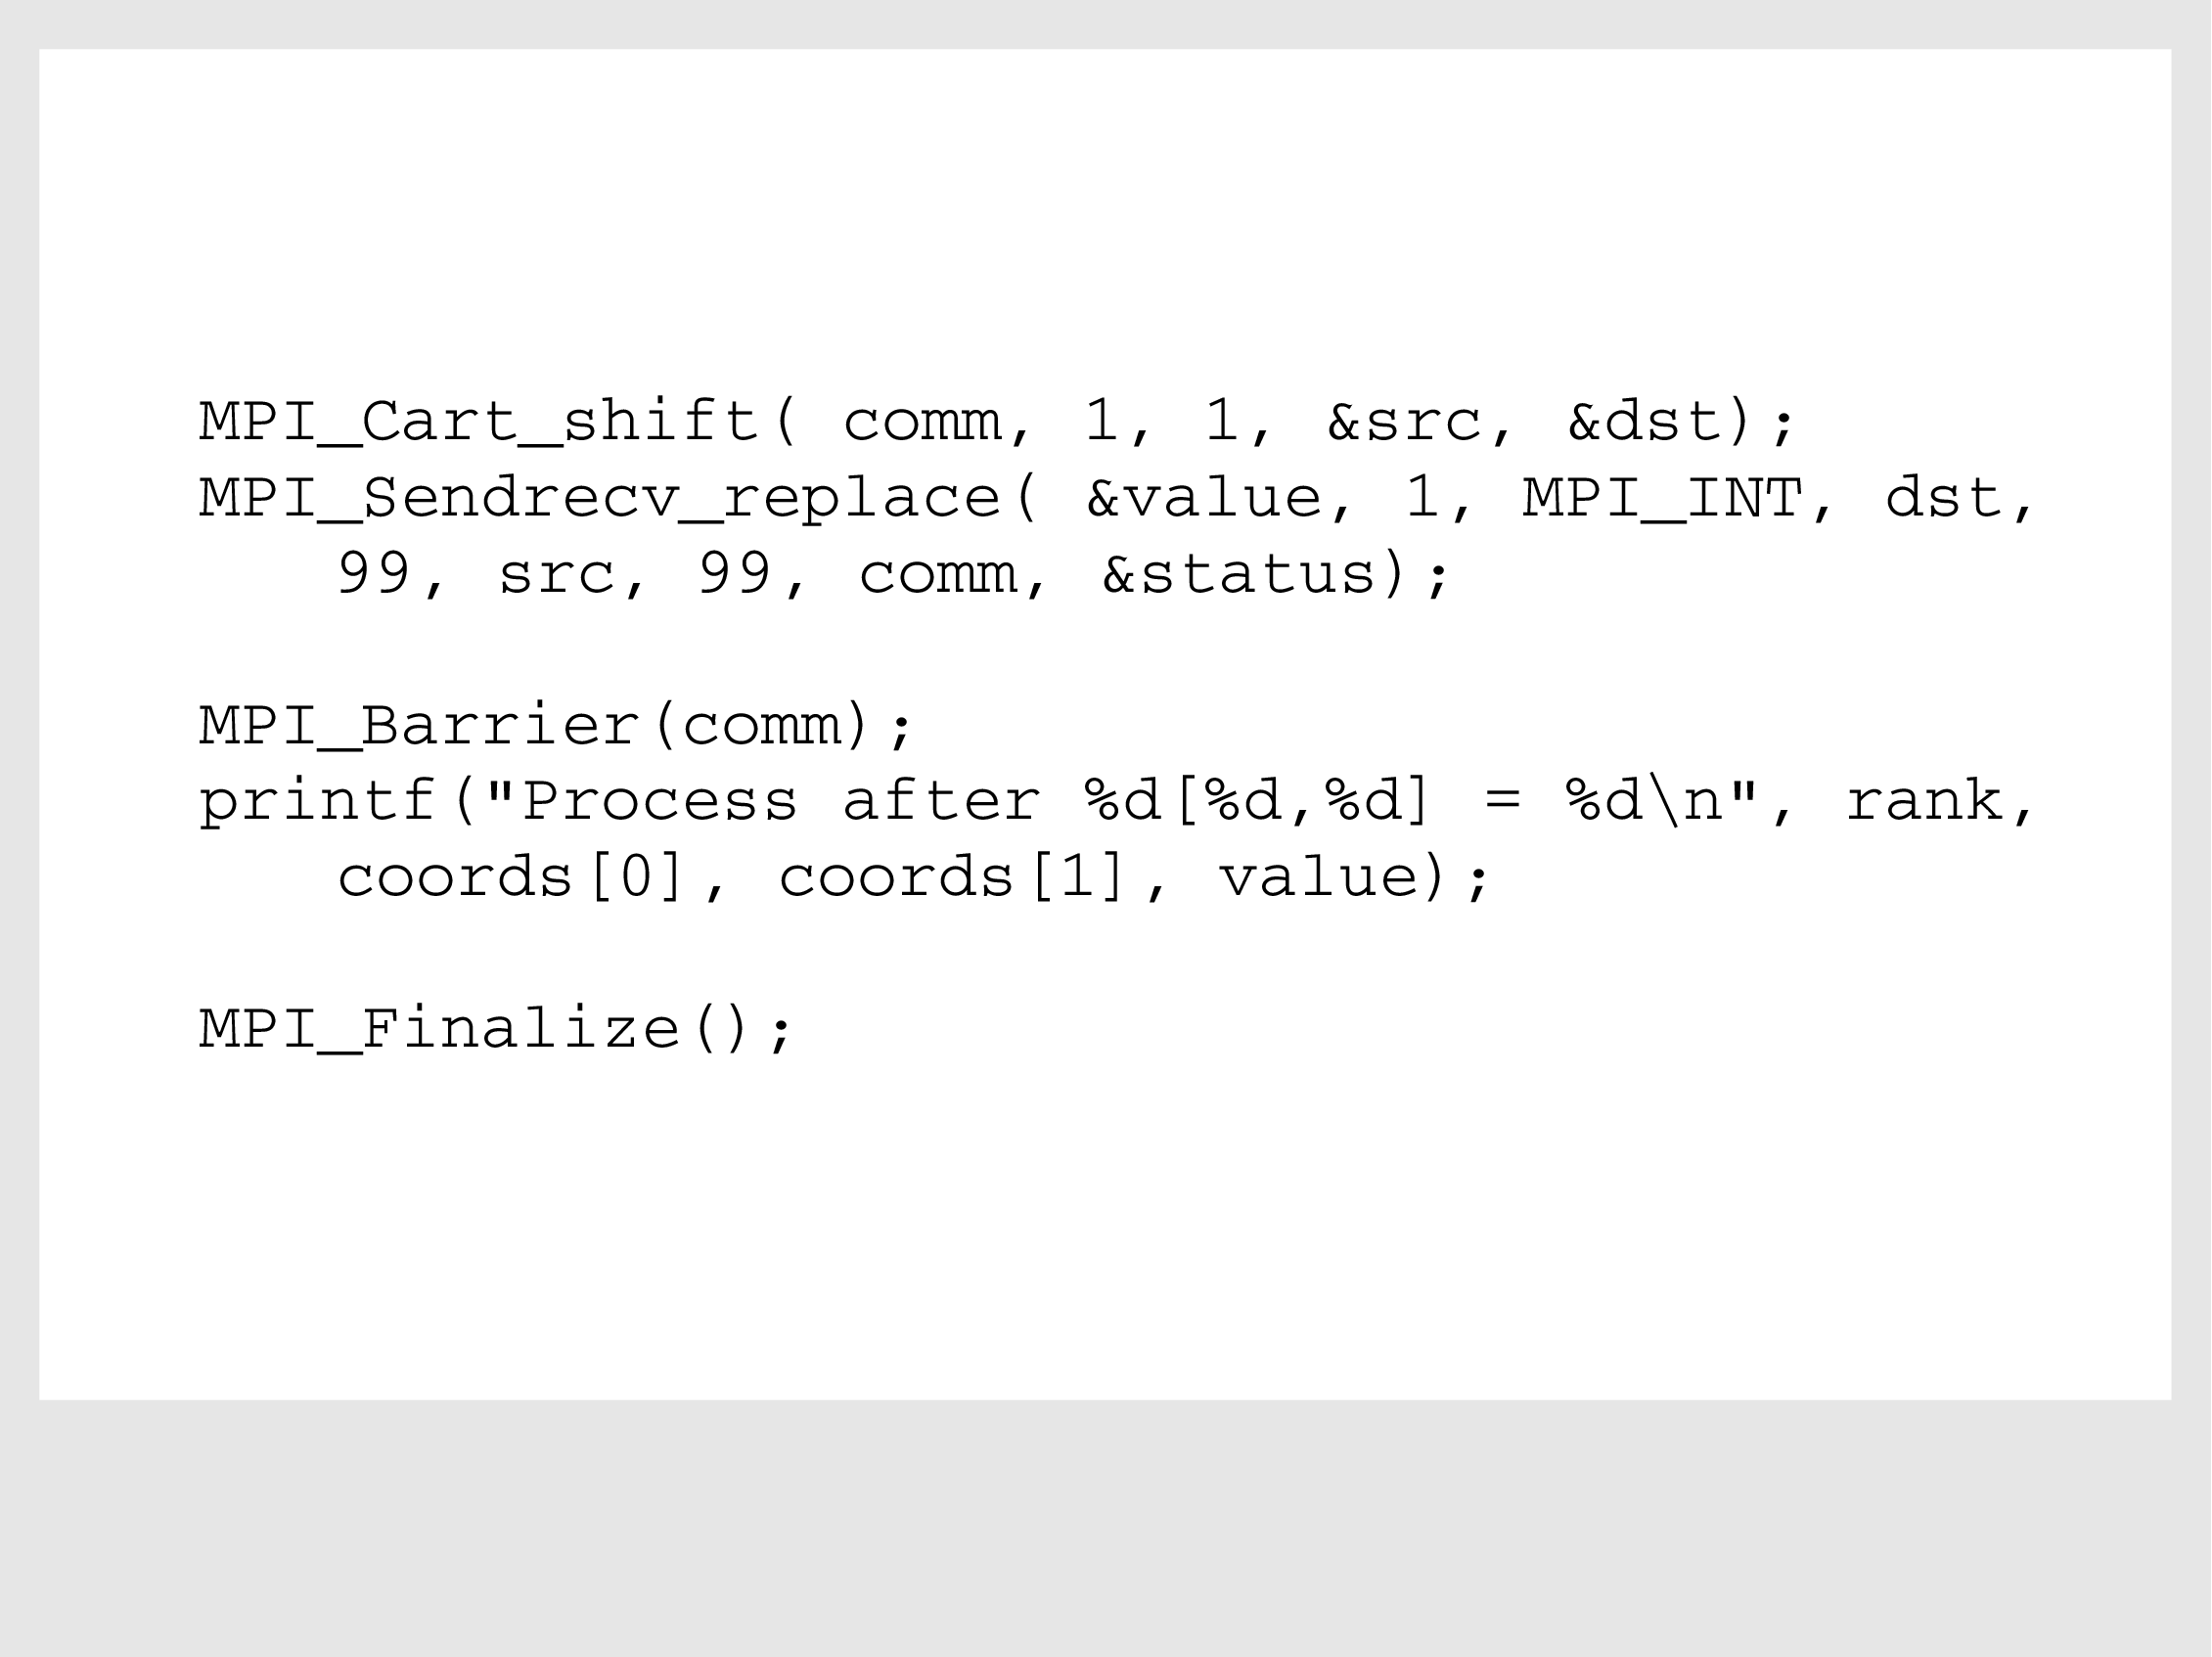 MPI_Cart_shift( comm, 1, 1, &src, &dst);
MPI_Sendrecv_replace( &value, 1, MPI_INT, dst,
99, src, 99, comm, &status);
MPI_Barrier(comm);
printf("Process after %d[%d,%d] = %d\n", rank,
coords[0], coords[1], value);
MPI_Finalize();